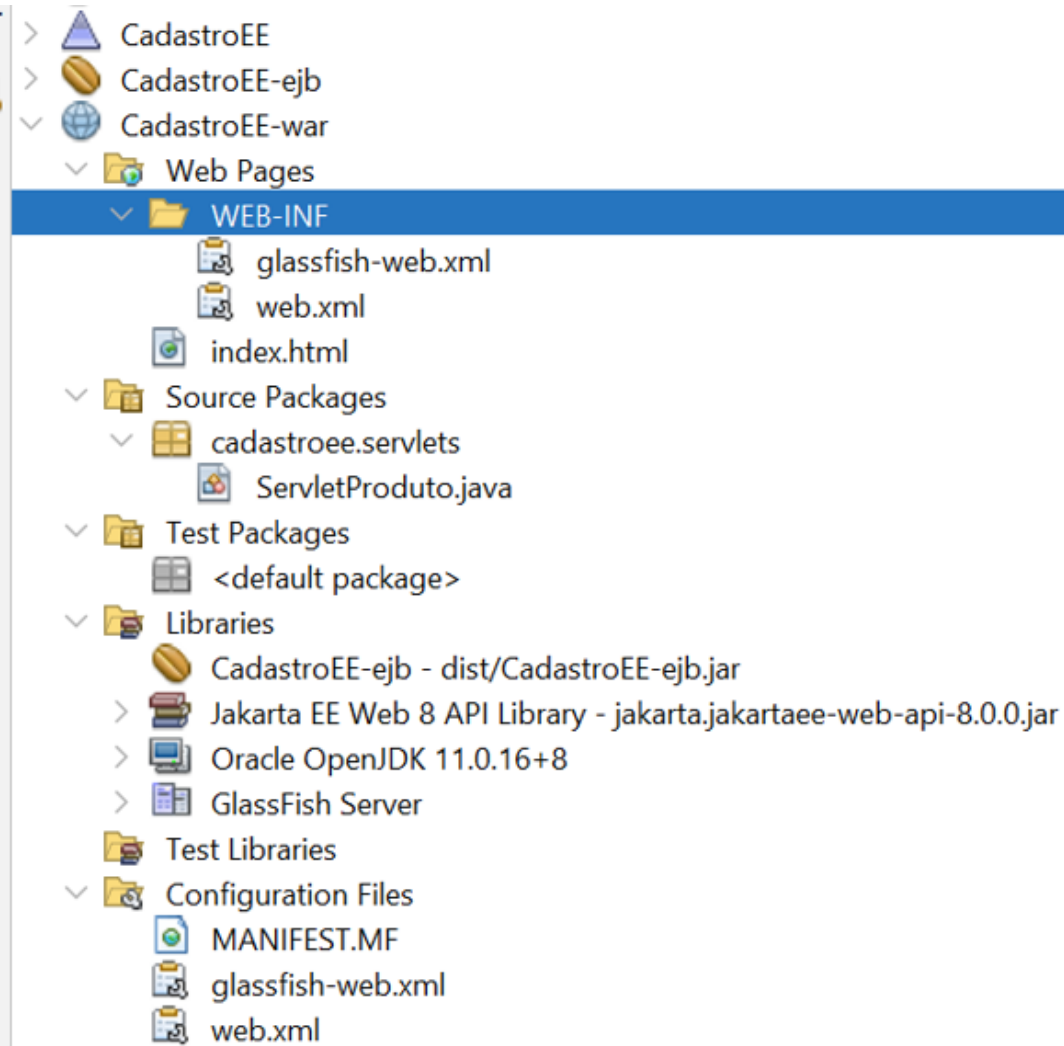 CadastroEE
CadastroEE-ejb
CadastroEE-war
Web Pages
WEB-INF
glassfish-web.xml
web.xml
index.html
Source Packages
cadastroee.servlets
ServletProduto.java
Test Packages
<default package>
Libraries
CadastroEE-ejb - dist/CadastroEE-ejb.jar
Jakarta EE Web 8 API Library - jakarta.jakartaee-web-api-8.0.0.jar
Oracle OpenJDK 11.0.16+8
GlassFish Server
Test Libraries
Configuration Files
MANIFEST.MF
glassfish-web.xml
web.xml